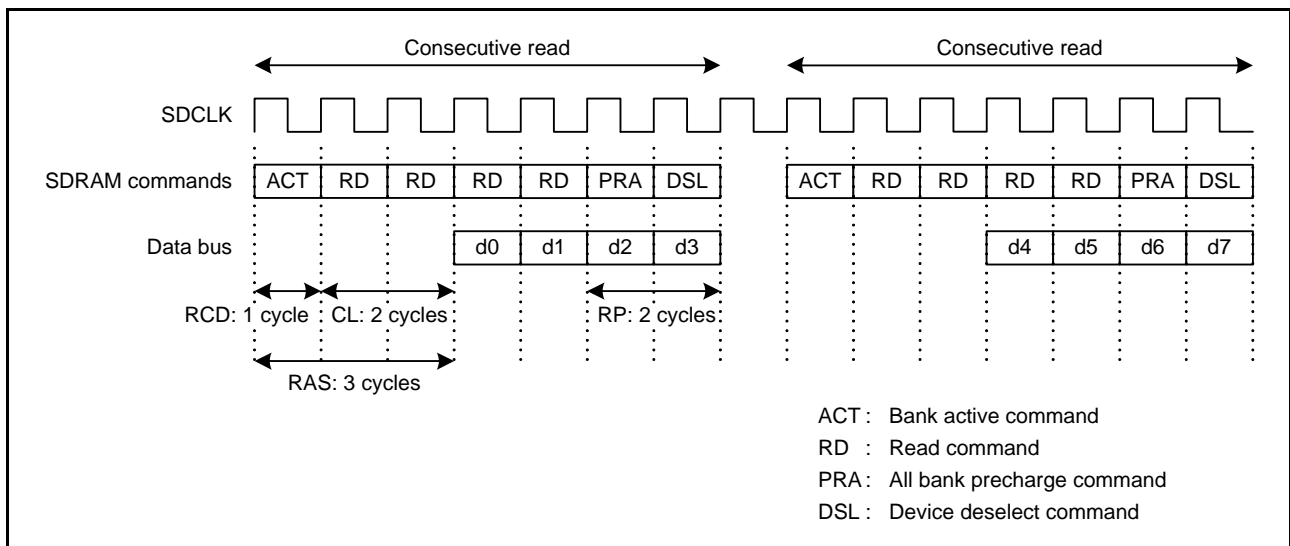 Consecutive read Consecutive read
SDCLK
SDRAM commands ACT RD RD RD RD PRA DSL ACT RD RD RD RD PRA DSL
Data bus d0 d1 d2 d3 d4 d5 d6 d7
RCD: 1 cycle CL: 2 cycles RP: 2 cycles
RAS: 3 cycles
ACT : Bank active command
RD : Read command
PRA : All bank precharge command
DSL : Device deselect command